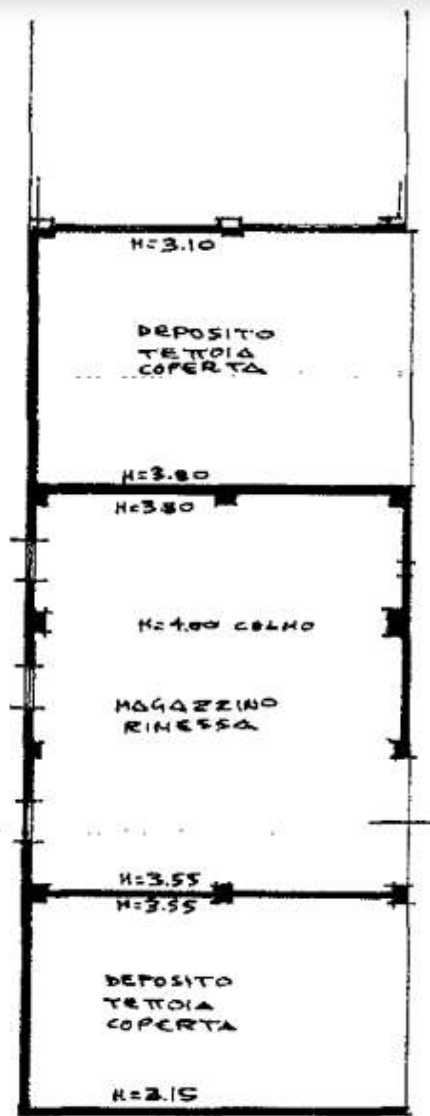 H=3.10
DEPOSITO
TETTOIA
COPERTA
H=3.80
H=3.80
H=4.00 COLMO
MAGAZZINO
RIMESSA
H=3.55
H=3.55
DEPOSITO
TETTOIA
COPERTA
H=3.15